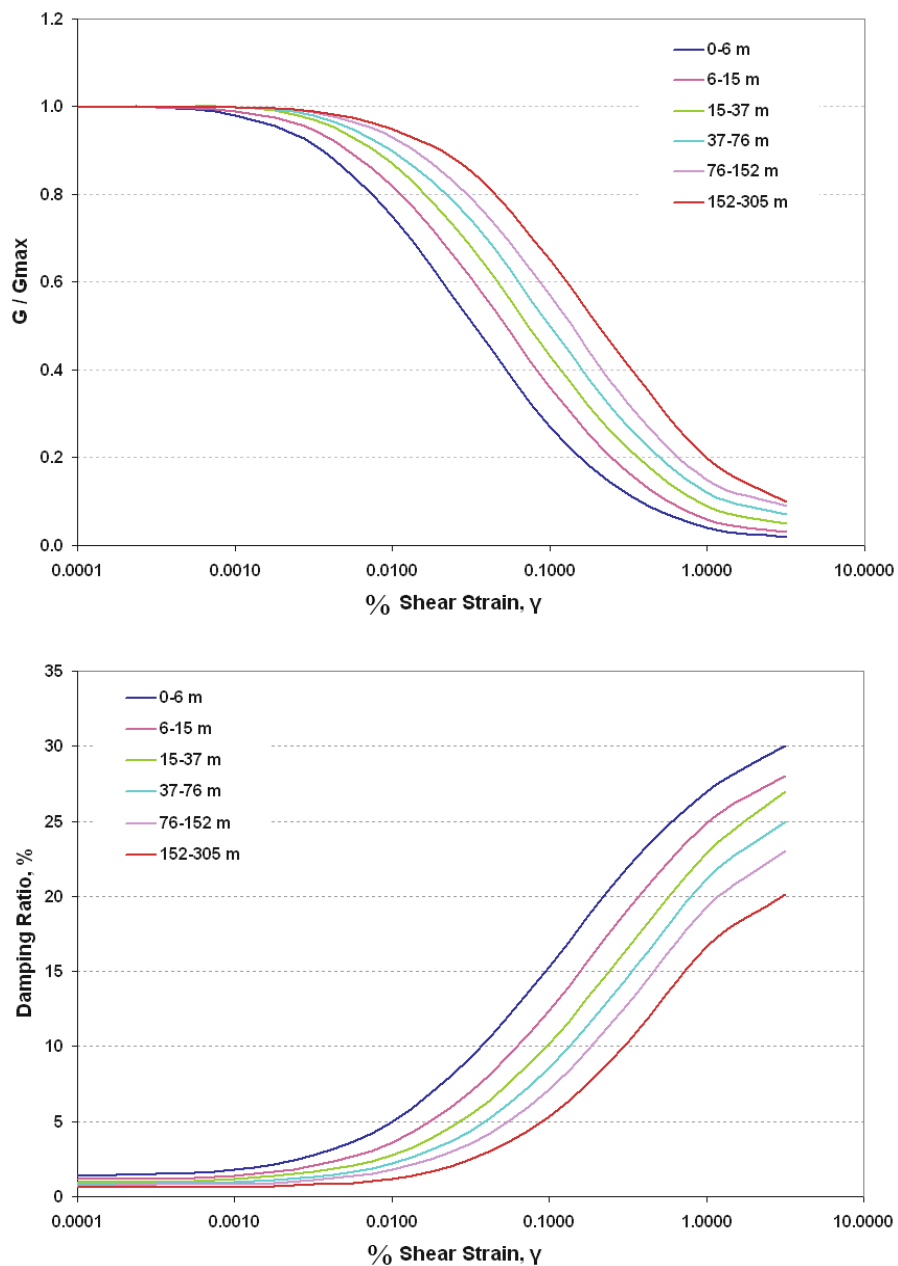 1.2
1.0
0.8
0.6
0.4
0.2
0.0
G / Gmax
0-6 m
6-15 m
15-37 m
37-76 m
76-152 m
152-305 m
0.0001 0.0010 0.0100 0.1000 1.0000 10.0000
% Shear Strain, γ
35
30
25
20
15
10
5
0
Damping Ratio, %
0-6 m
6-15 m
15-37 m
37-76 m
76-152 m
152-305 m
0.0001 0.0010 0.0100 0.1000 1.0000 10.0000
% Shear Strain, γ